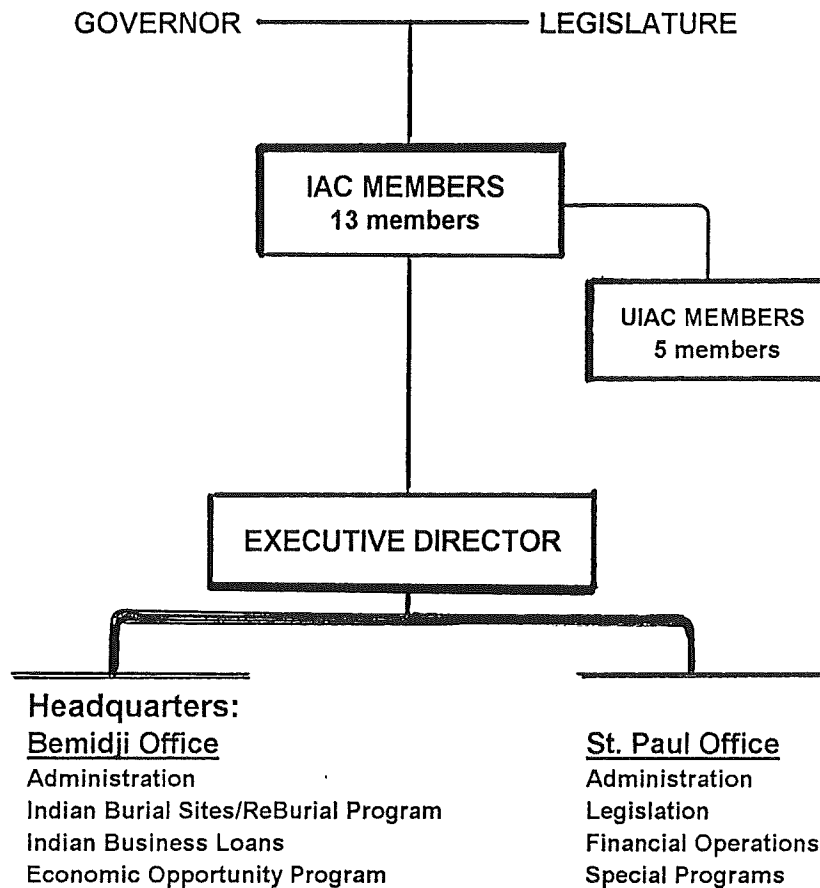 GOVERNOR LEGISLATURE
IAC MEMBERS
13 members
UIAC MEMBERS
5 members
EXECUTIVE DIRECTOR
Headquarters:
Bemidji Office
Administration
Indian Burial Sites/ReBurial Program
Indian Business Loans
Economic Opportunity Program
St. Paul Office
Administration
Legislation
Financial Operations
Special Programs